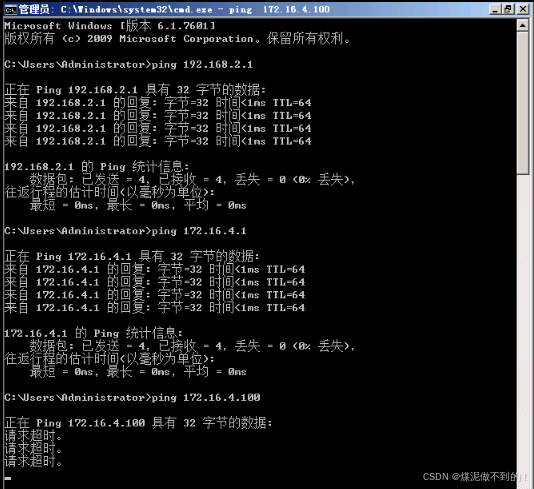 管理员: C:\Windows\system32\cmd.exe - ping 172.16.4.100
Microsoft Windows [版本 6.1.7601]
版权所有 (c) 2009 Microsoft Corporation。保留所有权利。
C:\Users\Administrator>ping 192.168.2.1
正在 Ping 192.168.2.1 具有 32 字节的数据:
来自 192.168.2.1 的回复: 字节=32 时间<1ms TTL=64
来自 192.168.2.1 的回复: 字节=32 时间<1ms TTL=64
来自 192.168.2.1 的回复: 字节=32 时间<1ms TTL=64
来自 192.168.2.1 的回复: 字节=32 时间<1ms TTL=64
192.168.2.1 的 Ping 统计信息:
数据包: 已发送 = 4，已接收 = 4，丢失 = 0 (0% 丢失)，
往返行程的估计时间(以毫秒为单位):
最短 = 0ms，最长 = 0ms，平均 = 0ms
C:\Users\Administrator>ping 172.16.4.1
正在 Ping 172.16.4.1 具有 32 字节的数据:
来自 172.16.4.1 的回复: 字节=32 时间<1ms TTL=64
来自 172.16.4.1 的回复: 字节=32 时间<1ms TTL=64
来自 172.16.4.1 的回复: 字节=32 时间<1ms TTL=64
来自 172.16.4.1 的回复: 字节=32 时间<1ms TTL=64
172.16.4.1 的 Ping 统计信息:
数据包: 已发送 = 4，已接收 = 4，丢失 = 0 (0% 丢失)，
往返行程的估计时间(以毫秒为单位):
最短 = 0ms，最长 = 0ms，平均 = 0ms
C:\Users\Administrator>ping 172.16.4.100
正在 Ping 172.16.4.100 具有 32 字节的数据:
请求超时。
请求超时。
请求超时。
CSDN @煤泥做不到的！